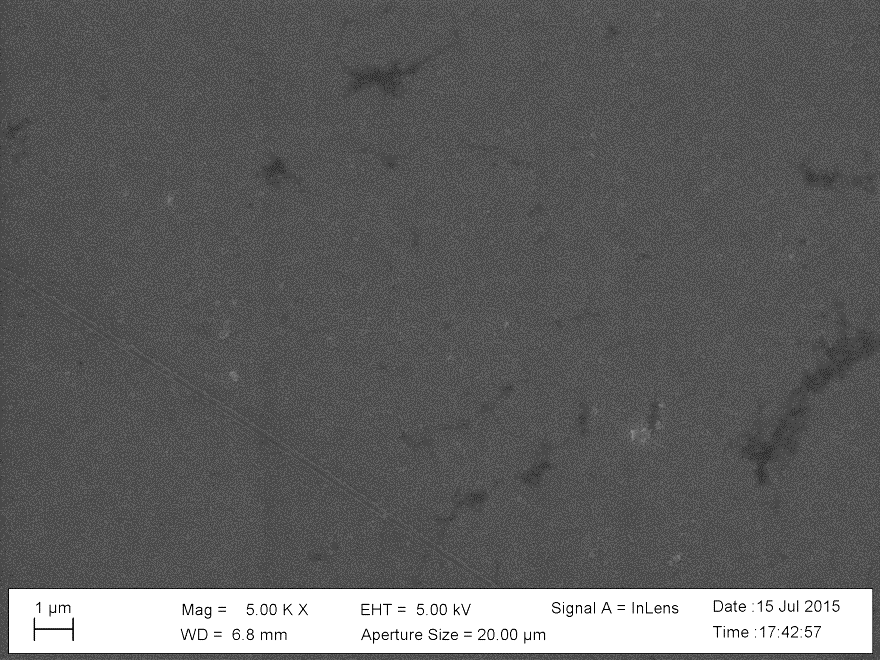 1 µm
Mag = 5.00 K X
EHT = 5.00 kV
Signal A = InLens
Date :15 Jul 2015
WD = 6.8 mm
Aperture Size = 20.00 µm
Time :17:42:57